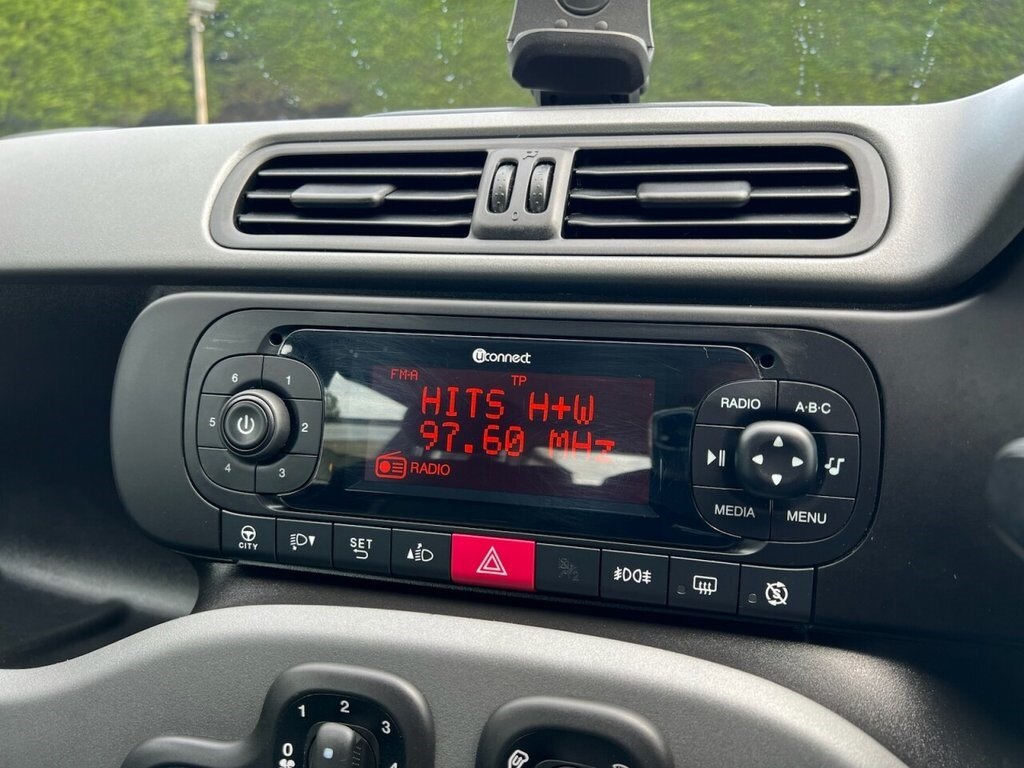 uconnect
FM-A TP
HITS H+W
97.60 MHz
RADIO
6 1
5 2
4 3
RADIO A·B·C
MEDIA MENU
CITY
SET
0 1 2 3